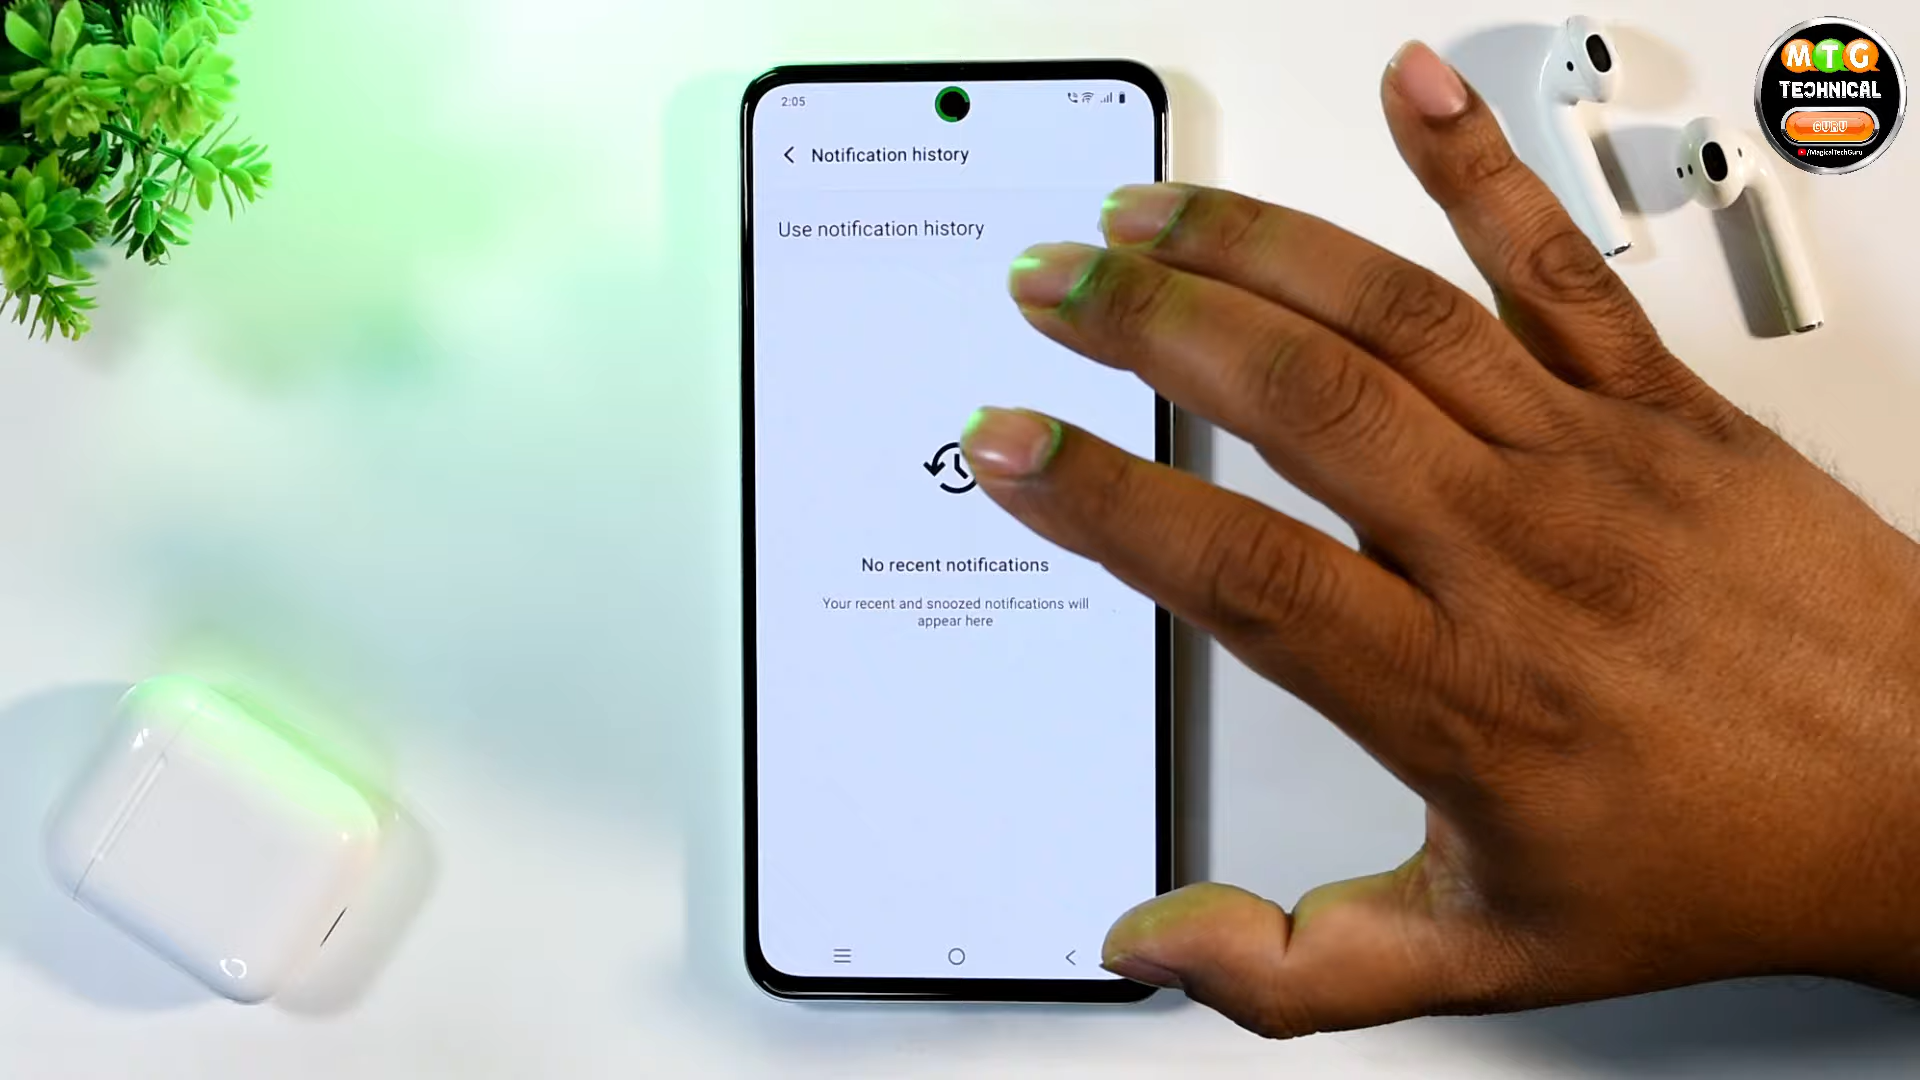 MTG
TECHNICAL
GURU
/MagicalTechGuru
2:05
Notification history
Use notification history
No recent notifications
Your recent and snoozed notifications will
appear here